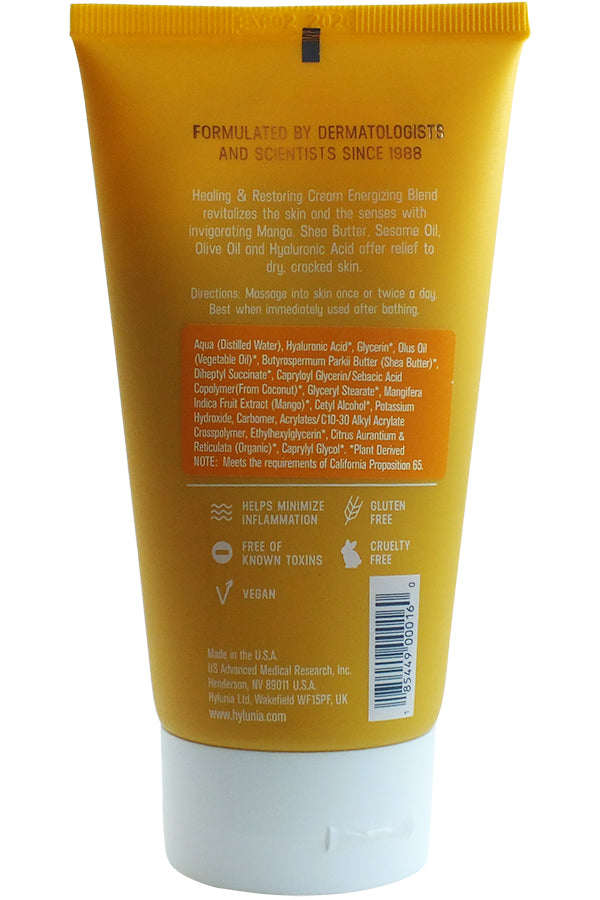 EXP02 2026
FORMULATED BY DERMATOLOGISTS
AND SCIENTISTS SINCE 1988
Healing & Restoring Cream Energizing Blend
revitalizes the skin and the senses with
invigorating Mango. Shea Butter, Sesame Oil,
Olive Oil and Hyaluronic Acid offer relief to
dry, cracked skin.
Directions: Massage into skin once or twice a day.
Best when immediately used after bathing.
Aqua (Distilled Water), Hyaluronic Acid*, Glycerin*, Olus Oil
(Vegetable Oil)*, Butyrospermum Parkii Butter (Shea Butter)*,
Diheptyl Succinate*, Capryloyl Glycerin/Sebacic Acid
Copolymer(From Coconut)*, Glyceryl Stearate*, Mangifera
Indica Fruit Extract (Mango)*, Cetyl Alcohol*, Potassium
Hydroxide, Carbomer, Acrylates/C10-30 Alkyl Acrylate
Crosspolymer, Ethylhexylglycerin*, Citrus Aurantium &
Reticulata (Organic)*, Caprylyl Glycol*. *Plant Derived
NOTE: Meets the requirements of California Proposition 65.
HELPS MINIMIZE
INFLAMMATION
GLUTEN
FREE
FREE OF
KNOWN TOXINS
CRUELTY
FREE
VEGAN
Made in the U.S.A.
US Advanced Medical Research, Inc.
Henderson, NV 89011 U.S.A.
Hylunia Ltd, Wakefield WF15PF, UK
www.hylunia.com
1 85449 00016 0